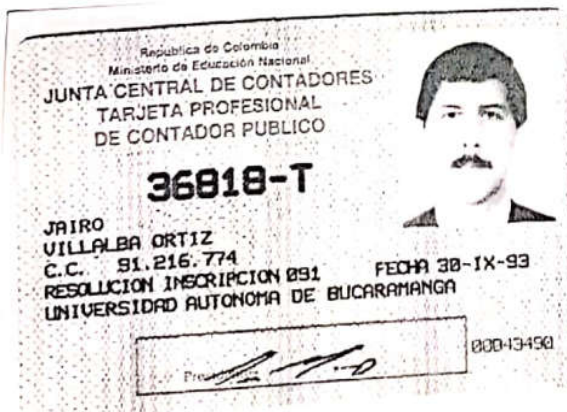 Republica de Colombia
Ministerio de Educación Nacional
JUNTA CENTRAL DE CONTADORES
TARJETA PROFESIONAL
DE CONTADOR PUBLICO
36818-T
JAIRO
VILLALBA ORTIZ
C.C. 91.216.774
RESOLUCION INSCRIPCION 091 FECHA 30-IX-93
UNIVERSIDAD AUTONOMA DE BUCARAMANGA